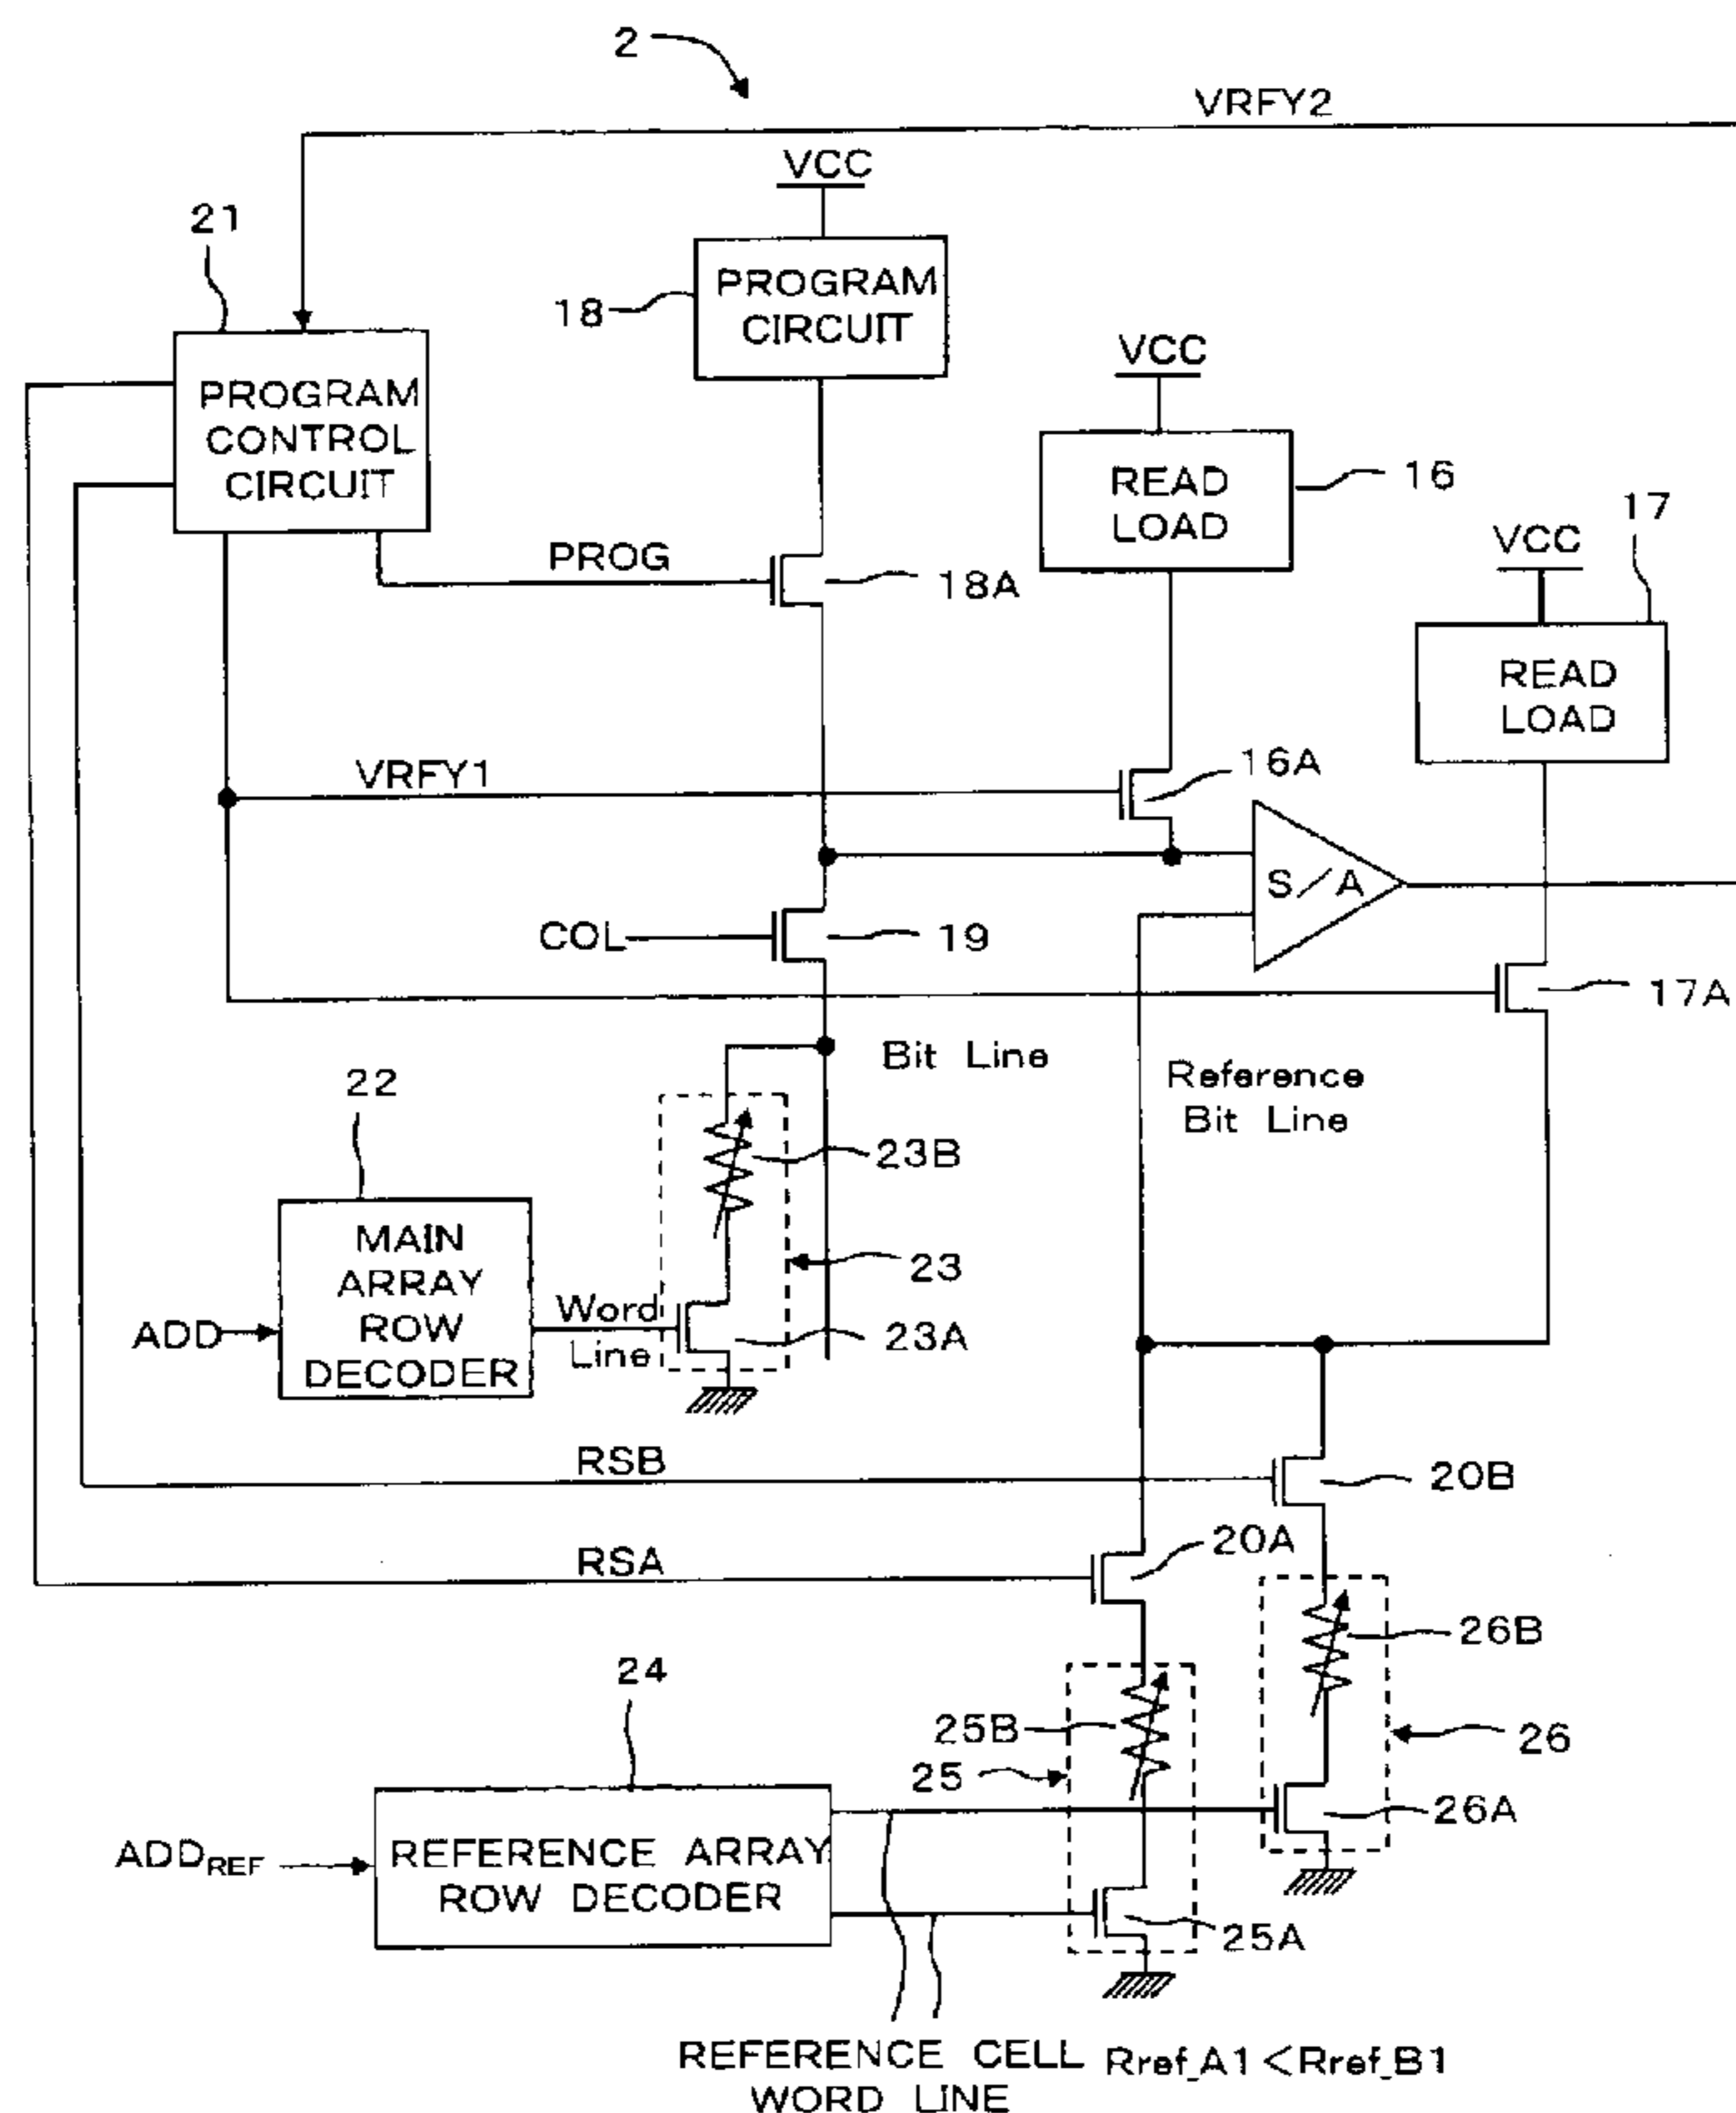 2
VRFY2
VCC
21
PROGRAM
CIRCUIT
18
VCC
PROGRAM
CONTROL
CIRCUIT
READ
LOAD
16
17
VCC
PROG
18A
READ
LOAD
VRFY1
16A
S/A
COL
19
17A
Bit Line
Reference
Bit Line
22
23B
MAIN
ARRAY
ROW
DECODER
23
ADD
Word
Line
23A
RSB
20B
RSA
20A
26B
24
25B
26
25
26A
ADDREF
REFERENCE ARRAY
ROW DECODER
25A
REFERENCE CELL
WORD LINE
Rref_A1<Rref_B1